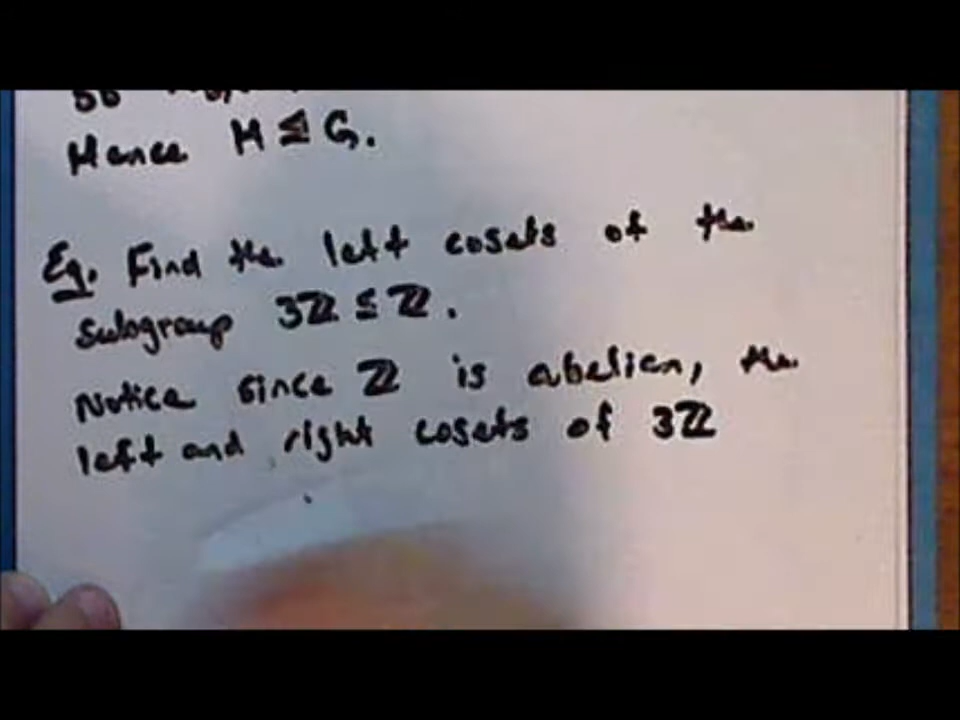 Hence H ≤ G.
Eg. Find the left cosets of the
subgroup 3ℤ ≤ ℤ.
Notice since ℤ is abelian, the
left and right cosets of 3ℤ